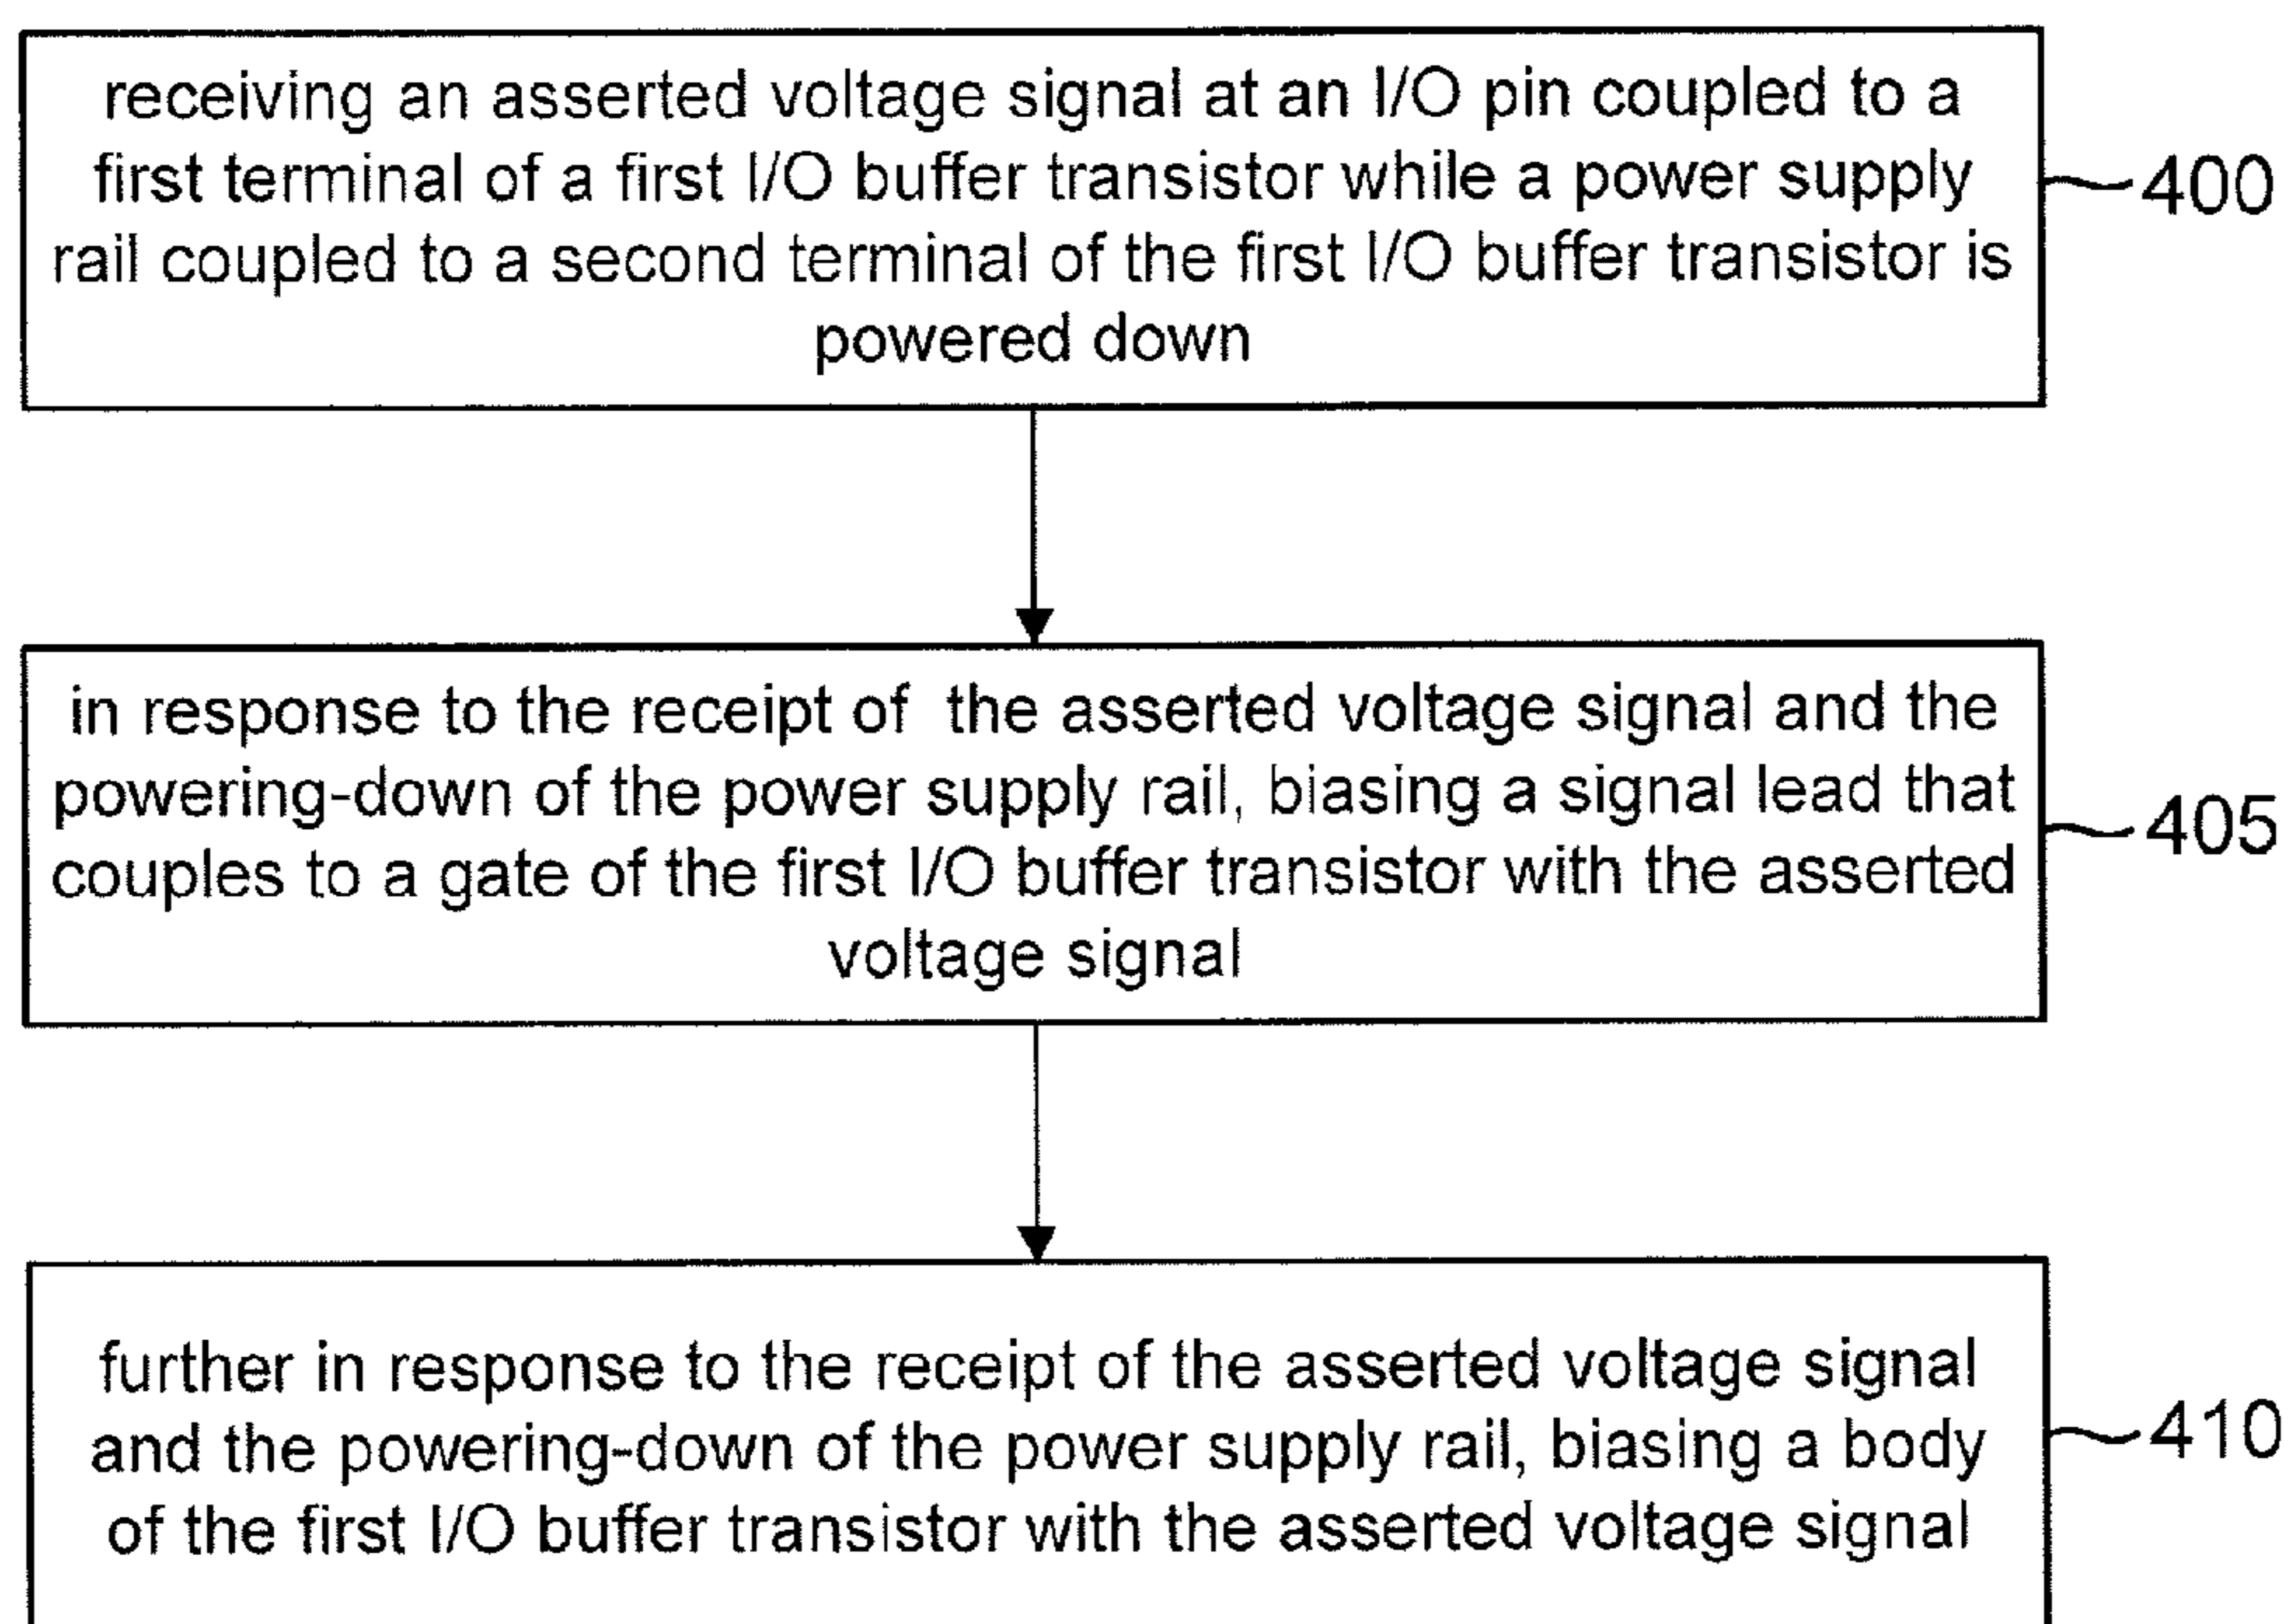 receiving an asserted voltage signal at an I/O pin coupled to a
first terminal of a first I/O buffer transistor while a power supply
rail coupled to a second terminal of the first I/O buffer transistor is
powered down
400
in response to the receipt of the asserted voltage signal and the
powering-down of the power supply rail, biasing a signal lead that
couples to a gate of the first I/O buffer transistor with the asserted
voltage signal
405
further in response to the receipt of the asserted voltage signal
and the powering-down of the power supply rail, biasing a body
of the first I/O buffer transistor with the asserted voltage signal
410